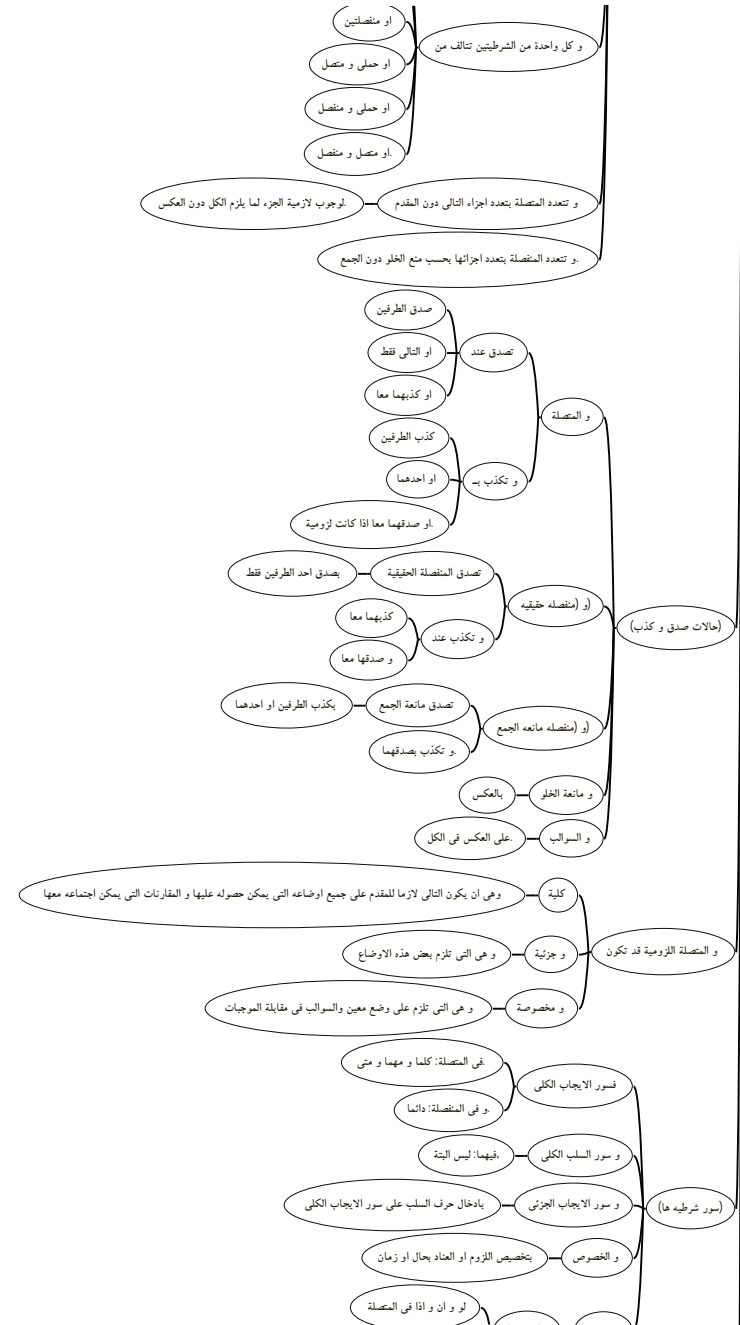 او منفصلتين
و كل واحدة من الشرطيتين تتالف من
او حملى و متصل
او حملى و منفصل
او متصل و منفصل.
و تتعدد المتصلة بتعدد اجزاء التالى دون المقدم
لوجوب لازمية الجزء لما يلزم الكل دون العكس.
و تتعدد المنفصلة بتعدد اجزائها بحسب منع الخلو دون الجمع.
صدق الطرفين
تصدق عند
او التالى فقط
او كذبهما معا
و المتصلة
كذب الطرفين
و تكذب بـ
او احدهما
او صدقهما معا اذا كانت لزومية.
تصدق المنفصلة الحقيقية
بصدق احد الطرفين فقط
و (منفصله حقيقيه)
كذبهما معا
و تكذب عند
و صدقها معا
(حالات صدق و كذب)
تصدق مانعة الجمع
بكذب الطرفين او احدهما
و (منفصله مانعه الجمع)
و تكذب بصدقهما.
و مانعة الخلو
بالعكس
و السوالب
على العكس فى الكل.
كلية
وهى ان يكون التالى لازما للمقدم على جميع اوضاعه التى يمكن حصوله عليها و المقارنات التى يمكن اجتماعه معها
و المتصلة اللزومية قد تكون
و جزئية
و هى التى تلزم بعض هذه الاوضاع
و مخصوصة
و هى التى تلزم على وضع معين والسوالب فى مقابلة الموجبات
فى المتصلة: كلما و مهما و متى.
فسور الايجاب الكلى
و فى المنفصلة: دائما.
و سور السلب الكلى
فيهما: ليس البتة.
و سور الايجاب الجزئى
بادخال حرف السلب على سور الايجاب الكلى
(سور شرطيه ها)
و الخصوص
بتخصيص اللزوم او العناد بحال او زمان
لو و ان و اذا فى المتصلة